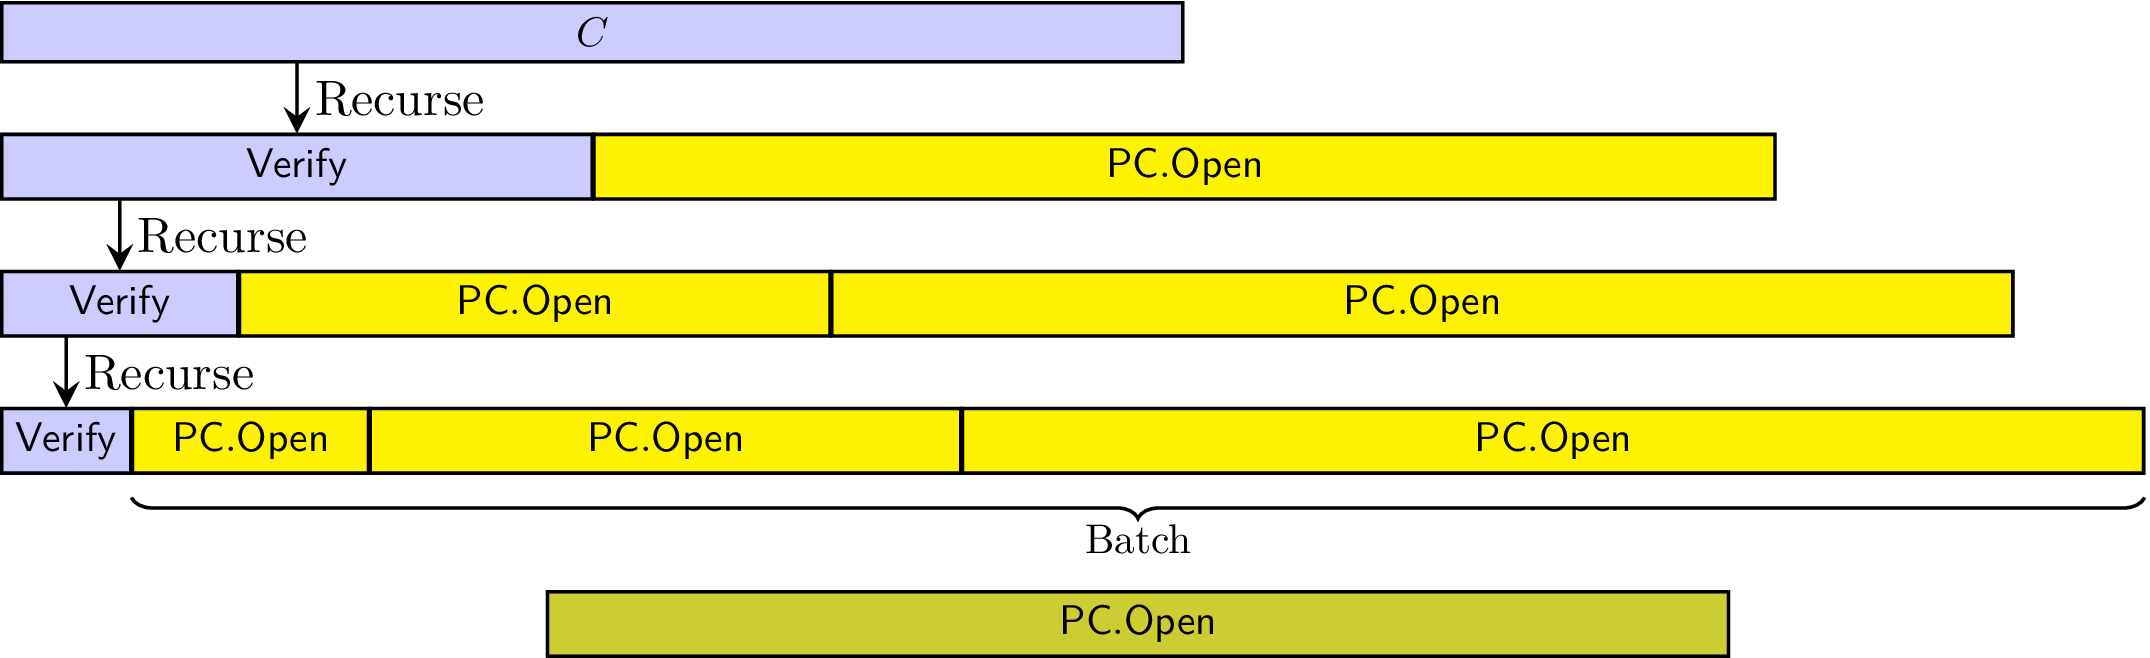 C
Recurse
Verify PC.Open
Recurse
Verify PC.Open PC.Open
Recurse
Verify PC.Open PC.Open PC.Open
Batch
PC.Open